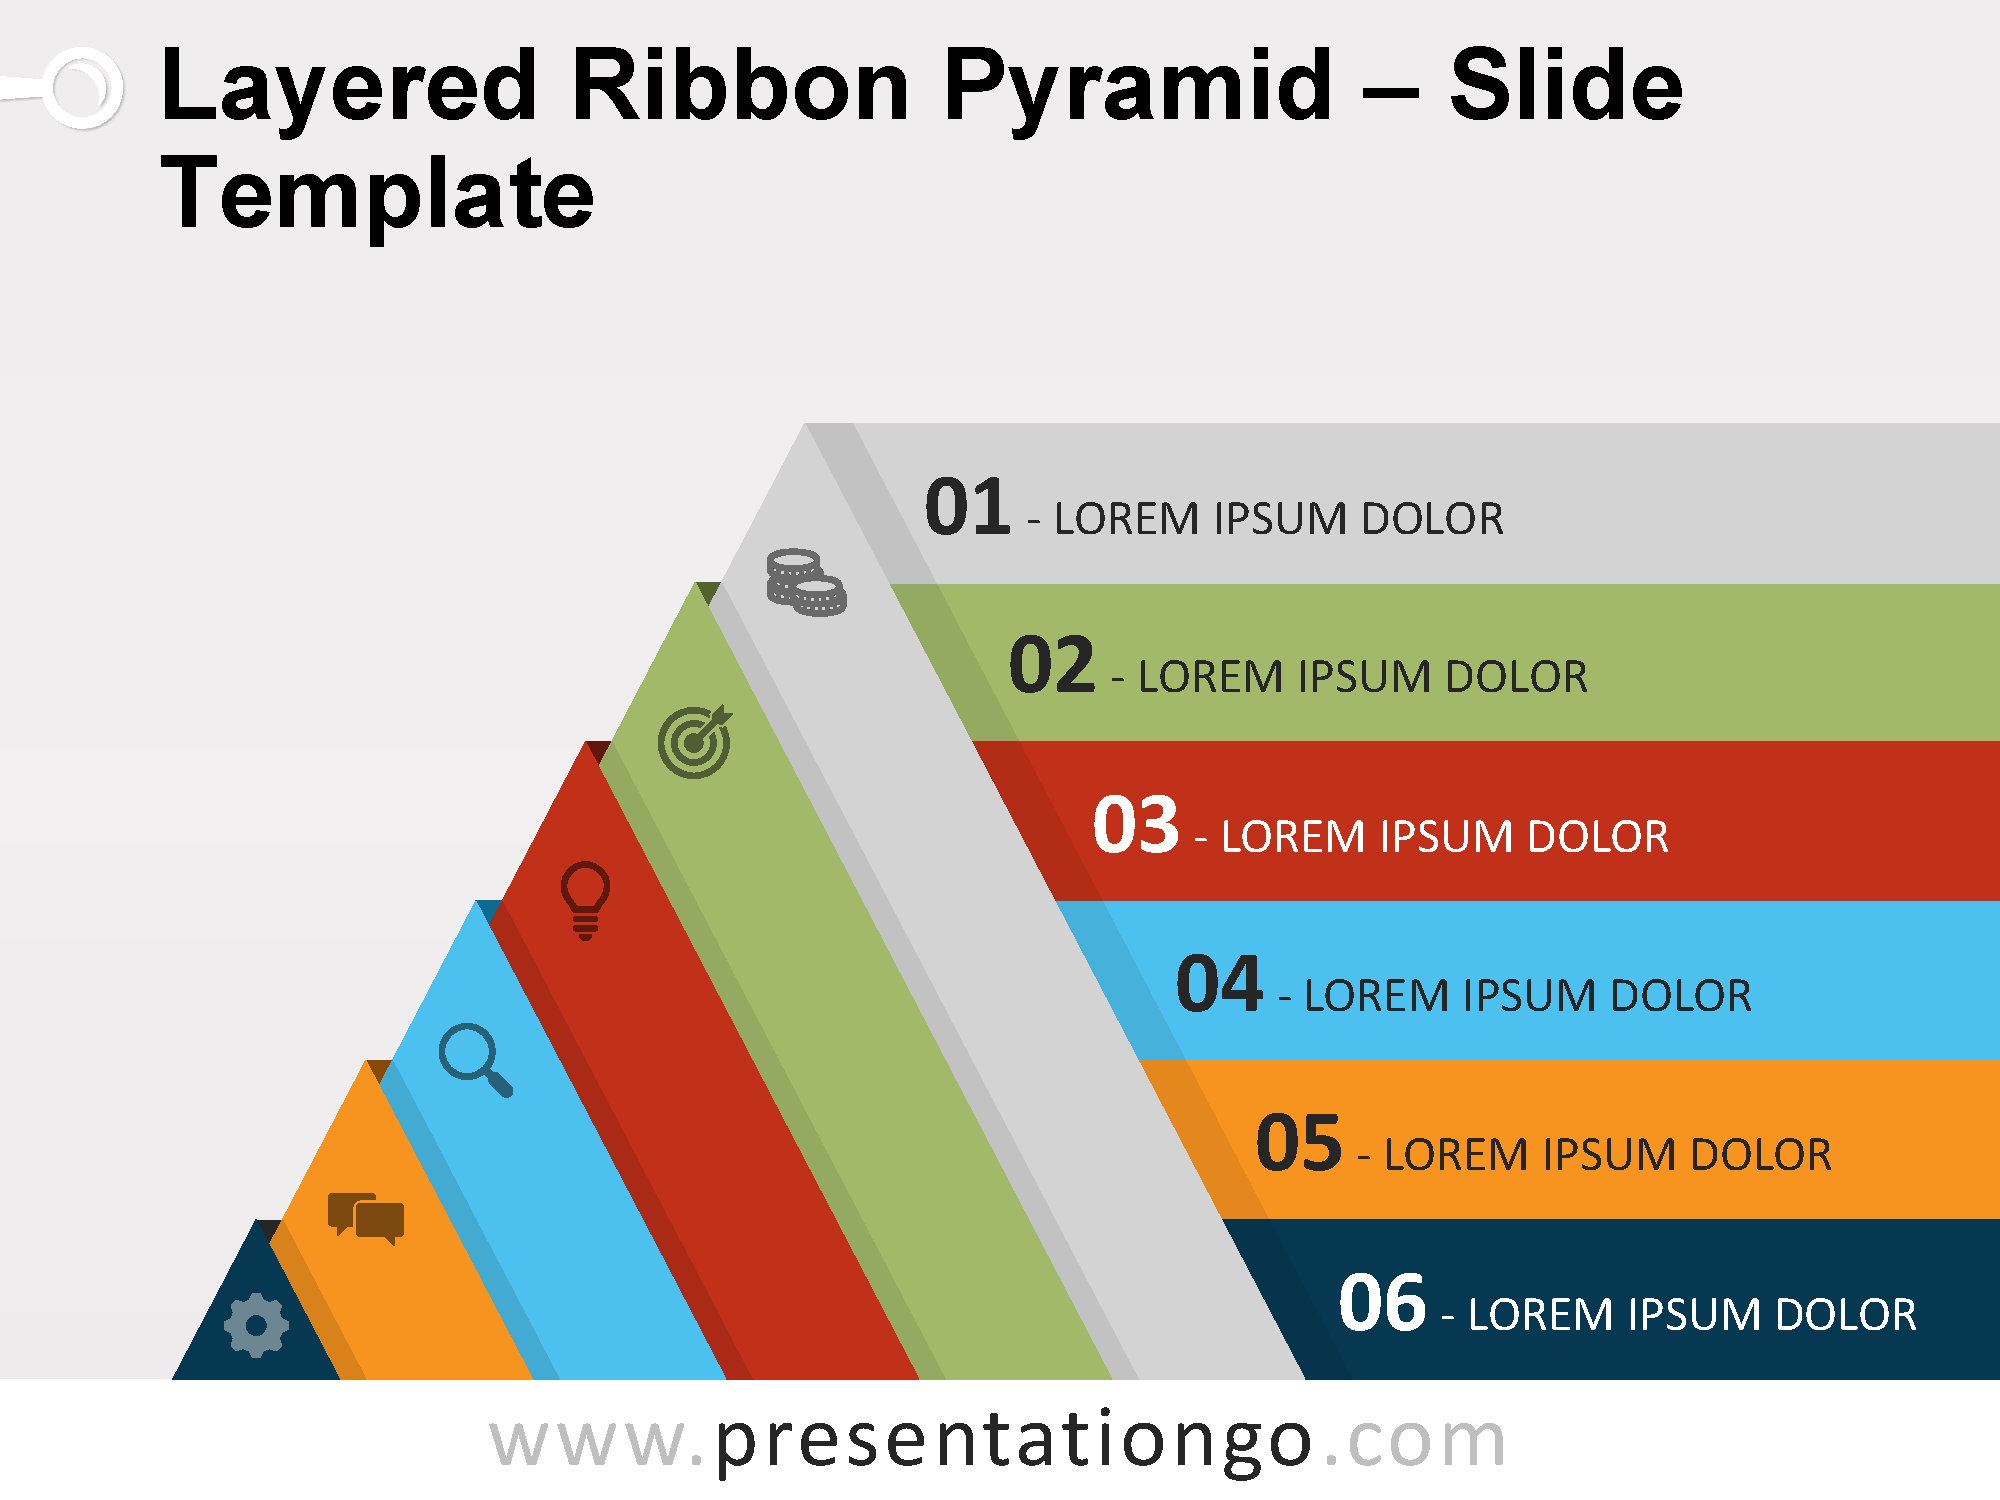 Layered Ribbon Pyramid – Slide
Template
01 - LOREM IPSUM DOLOR
02 - LOREM IPSUM DOLOR
03 - LOREM IPSUM DOLOR
04 - LOREM IPSUM DOLOR
05 - LOREM IPSUM DOLOR
06 - LOREM IPSUM DOLOR
www.presentationgo.com